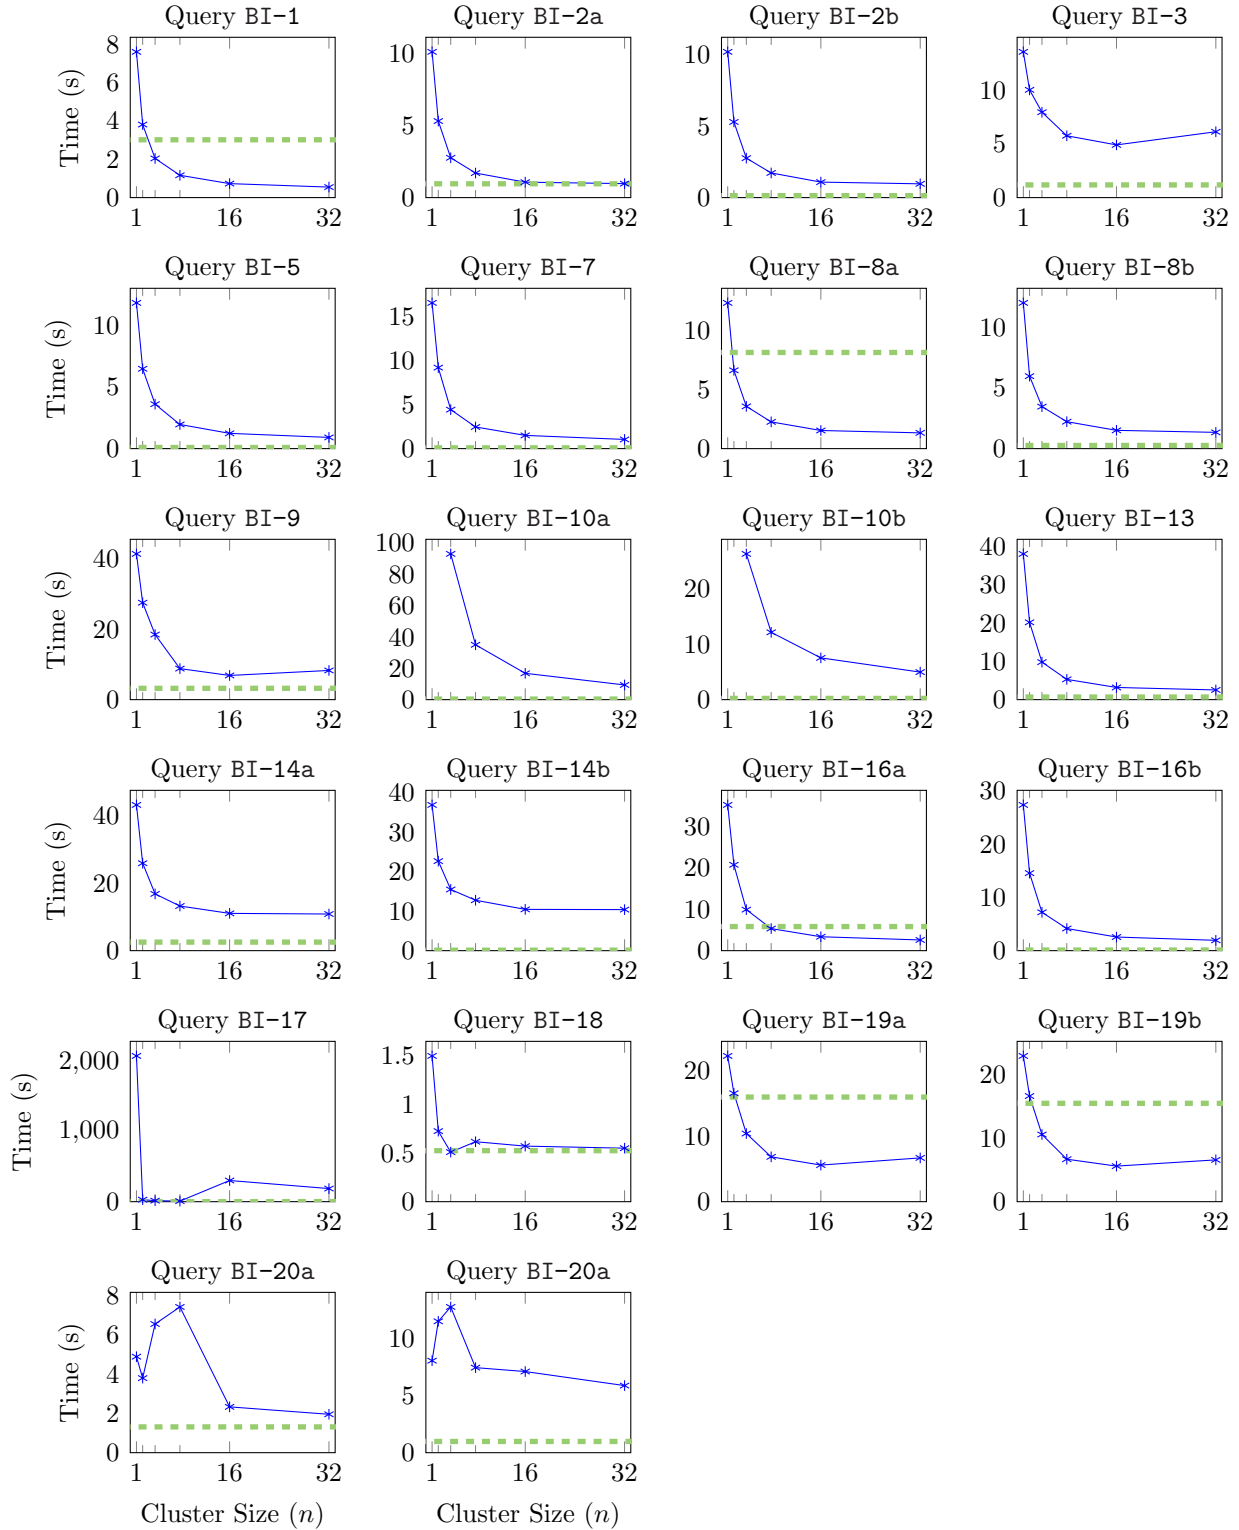 Query BI-1
Time (s)
8
6
4
2
0
1 16 32
Query BI-2a
10
5
0
1 16 32
Query BI-2b
10
5
0
1 16 32
Query BI-3
10
5
0
1 16 32
Query BI-5
Time (s)
10
5
0
1 16 32
Query BI-7
15
10
5
0
1 16 32
Query BI-8a
10
5
0
1 16 32
Query BI-8b
10
5
0
1 16 32
Query BI-9
Time (s)
40
20
0
1 16 32
Query BI-10a
100
80
60
40
20
0
1 16 32
Query BI-10b
20
10
0
1 16 32
Query BI-13
40
30
20
10
0
1 16 32
Query BI-14a
Time (s)
40
20
0
1 16 32
Query BI-14b
40
30
20
10
0
1 16 32
Query BI-16a
30
20
10
0
1 16 32
Query BI-16b
30
20
10
0
1 16 32
Query BI-17
Time (s)
2,000
1,000
0
1 16 32
Query BI-18
1.5
1
0.5
0
1 16 32
Query BI-19a
20
10
0
1 16 32
Query BI-19b
20
10
0
1 16 32
Query BI-20a
Time (s)
8
6
4
2
0
1 16 32
Cluster Size (n)
Query BI-20a
10
5
0
1 16 32
Cluster Size (n)